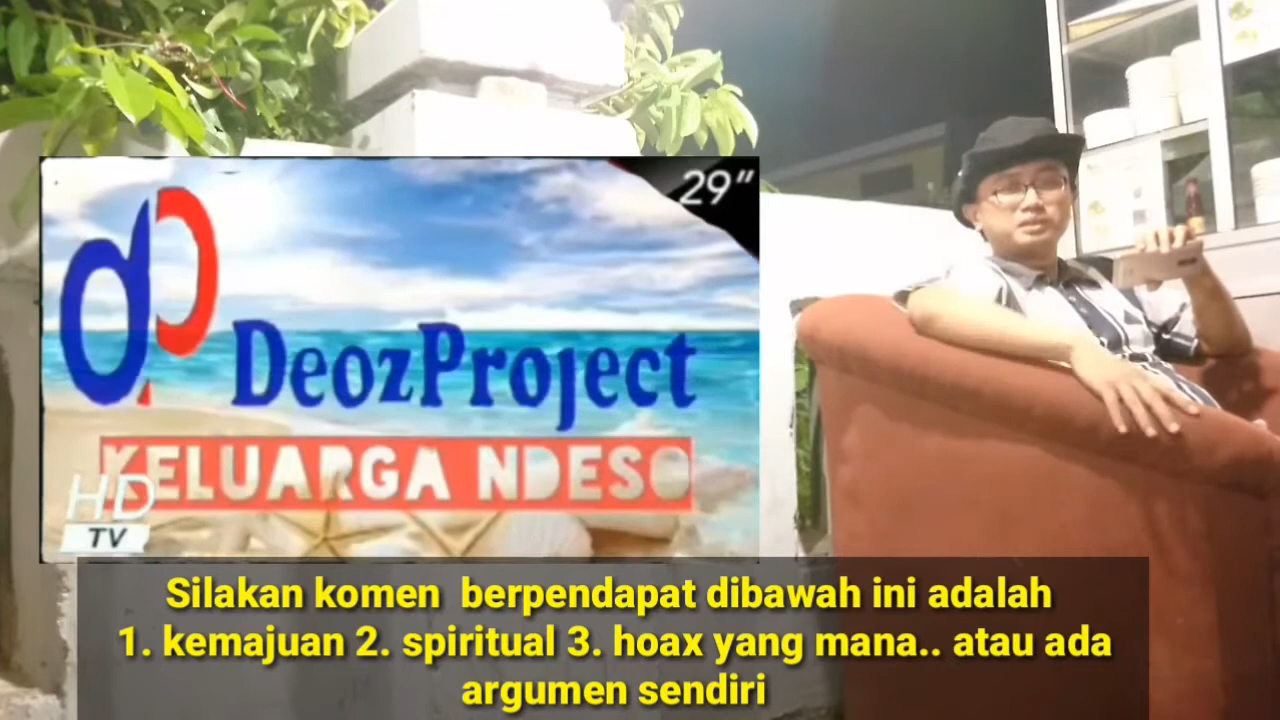 29"
DeozProject
KELUARGA NDESO
HD
TV
Silakan komen berpendapat dibawah ini adalah
1. kemajuan 2. spiritual 3. hoax yang mana.. atau ada
argumen sendiri